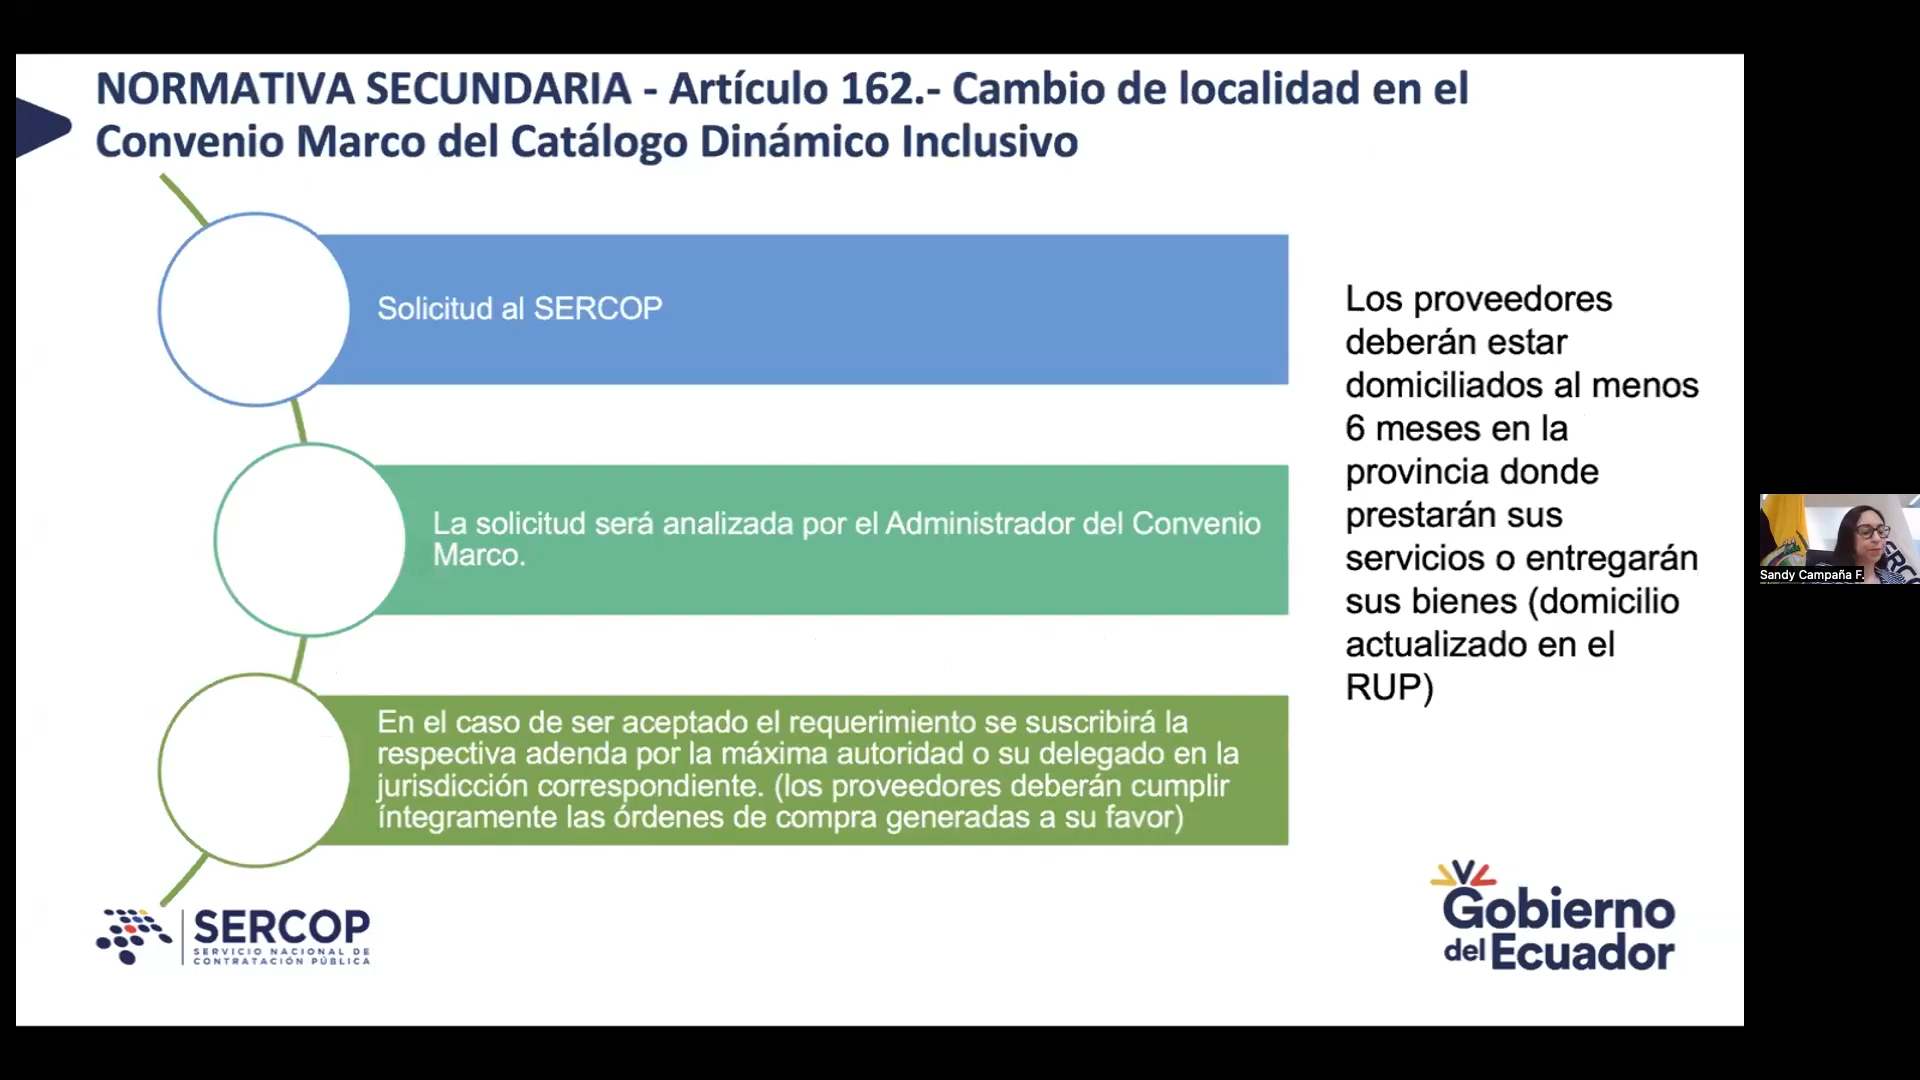 NORMATIVA SECUNDARIA - Artículo 162.- Cambio de localidad en el
Convenio Marco del Catálogo Dinámico Inclusivo
Solicitud al SERCOP
La solicitud será analizada por el Administrador del Convenio
Marco.
En el caso de ser aceptado el requerimiento se suscribirá la
respectiva adenda por la máxima autoridad o su delegado en la
jurisdicción correspondiente. (los proveedores deberán cumplir
íntegramente las órdenes de compra generadas a su favor)
Los proveedores
deberán estar
domiciliados al menos
6 meses en la
provincia donde
prestarán sus
servicios o entregarán
sus bienes (domicilio
actualizado en el
RUP)
SERCOP
SERVICIO NACIONAL DE
CONTRATACIÓN PÚBLICA
Gobierno
del Ecuador
Sandy Campaña F.